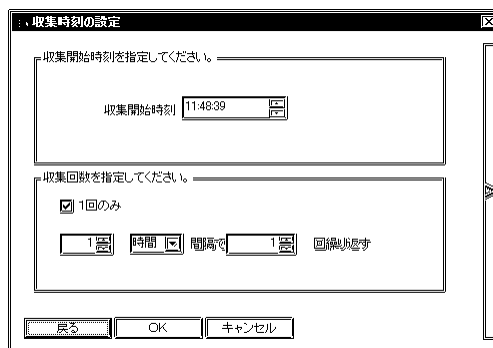 収集時刻の設定
収集開始時刻を指定してください。
収集開始時刻 11:48:39
収集回数を指定してください。
1回のみ
1 時間 間隔で 1 回繰り返す
戻る OK キャンセル